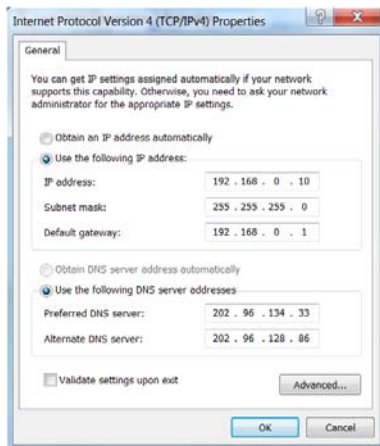 Internet Protocol Version 4 (TCP/IPv4) Properties
General
You can get IP settings assigned automatically if your network
supports this capability. Otherwise, you need to ask your network
administrator for the appropriate IP settings.
Obtain an IP address automatically
Use the following IP address:
IP address: 192 . 168 . 0 . 10
Subnet mask: 255 . 255 . 255 . 0
Default gateway: 192 . 168 . 0 . 1
Obtain DNS server address automatically
Use the following DNS server addresses
Preferred DNS server: 202 . 96 . 134 . 33
Alternate DNS server: 202 . 96 . 128 . 86
Validate settings upon exit
Advanced...
OK Cancel